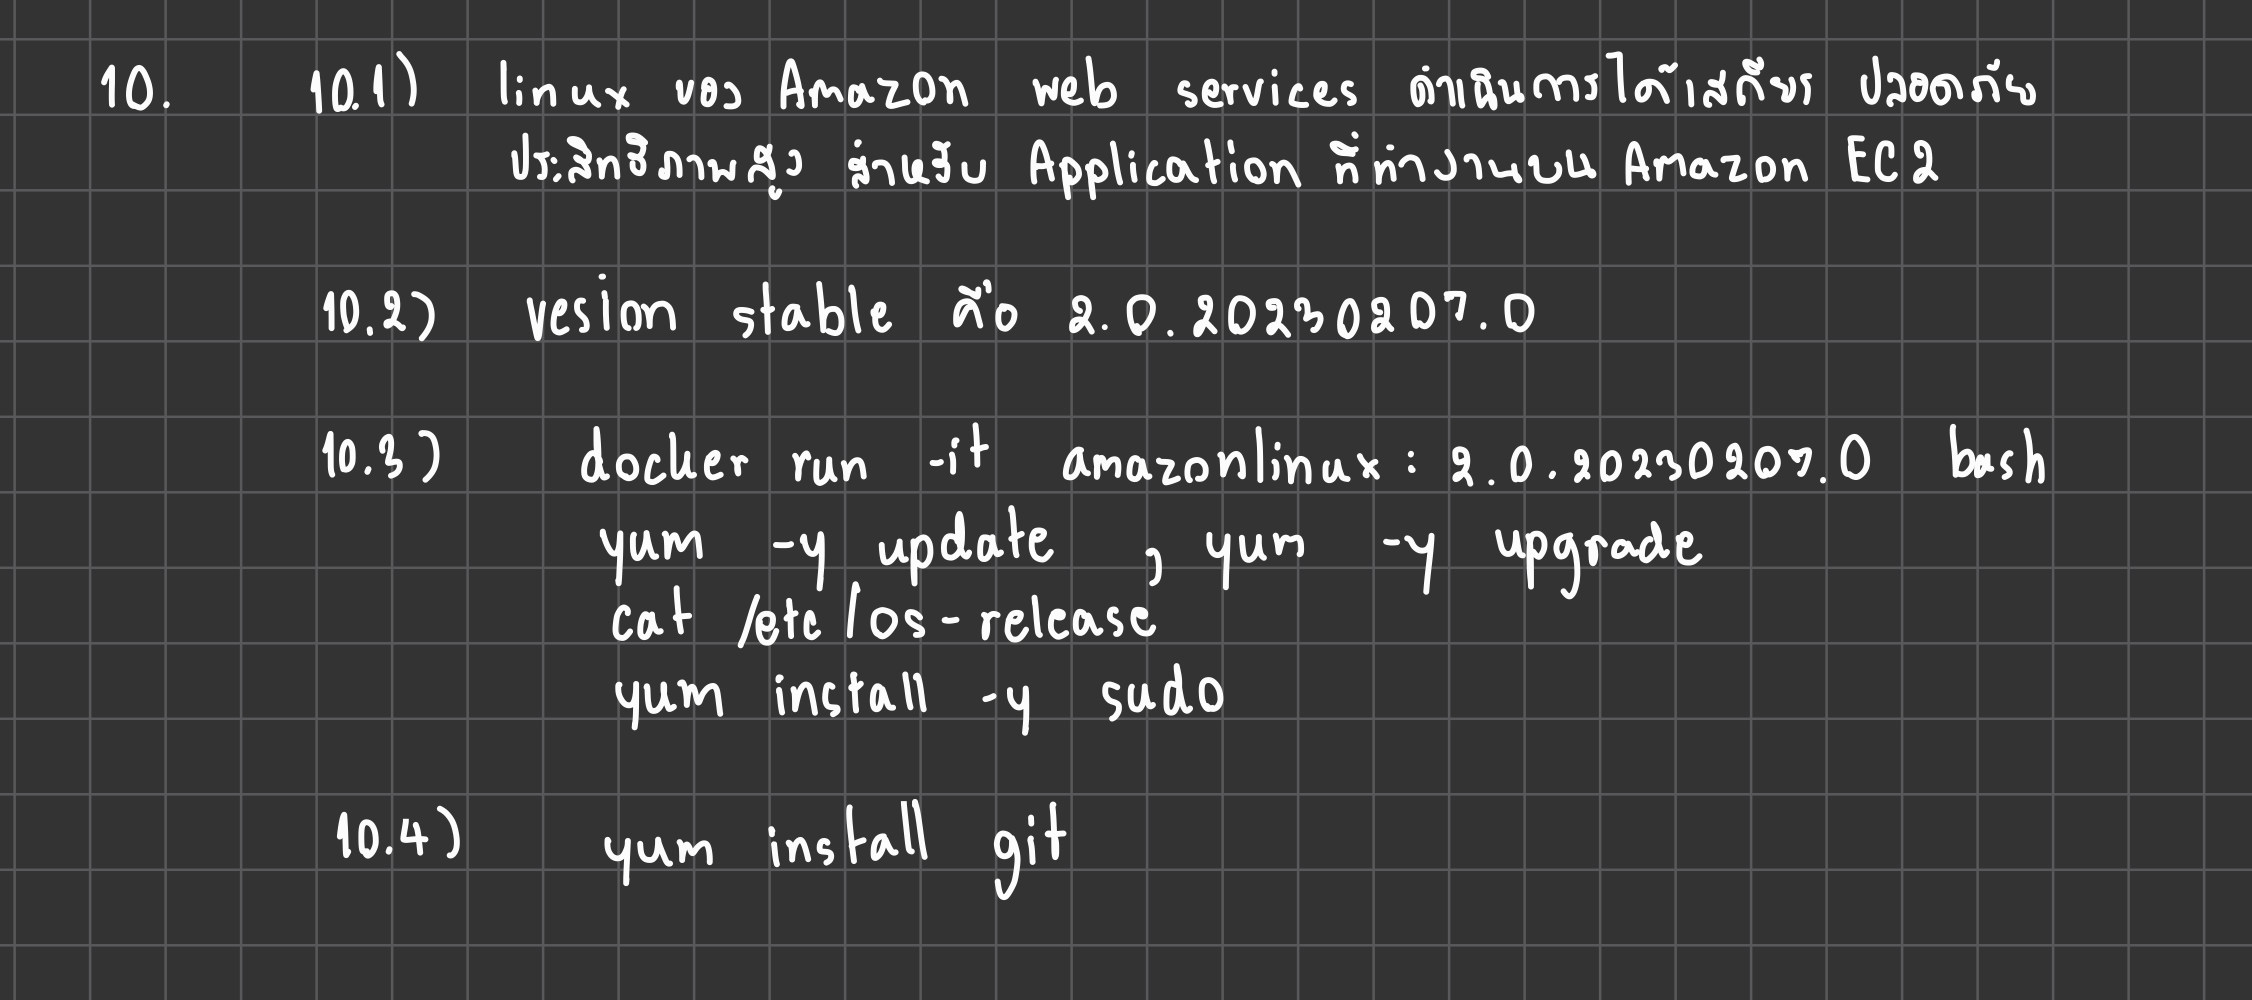 10. 10.1) linux ของ Amazon web services ดำเนินการได้เสถียร ปลอดภัย
ประสิทธิภาพสูง สำหรับ Application ที่ทำงานบน Amazon EC2
10.2) vesion stable คือ 2.0.20230207.0
10.3) docker run -it amazonlinux : 2.0.20230207.0 bash
yum -y update , yum -y upgrade
cat /etc/os-release
yum install -y sudo
10.4) yum install git